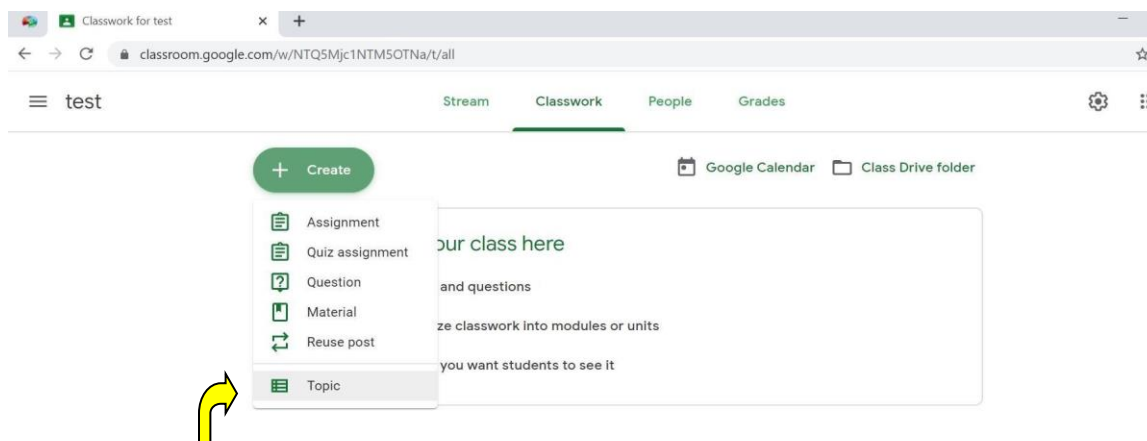 Classwork for test
classroom.google.com/w/NTQ5Mjc1NTM5OTNa/t/all
test
Stream Classwork People Grades
Create
Google Calendar Class Drive folder
Assignment
Quiz assignment
Question
Material
Reuse post
Topic
our class here
and questions
ze classwork into modules or units
you want students to see it